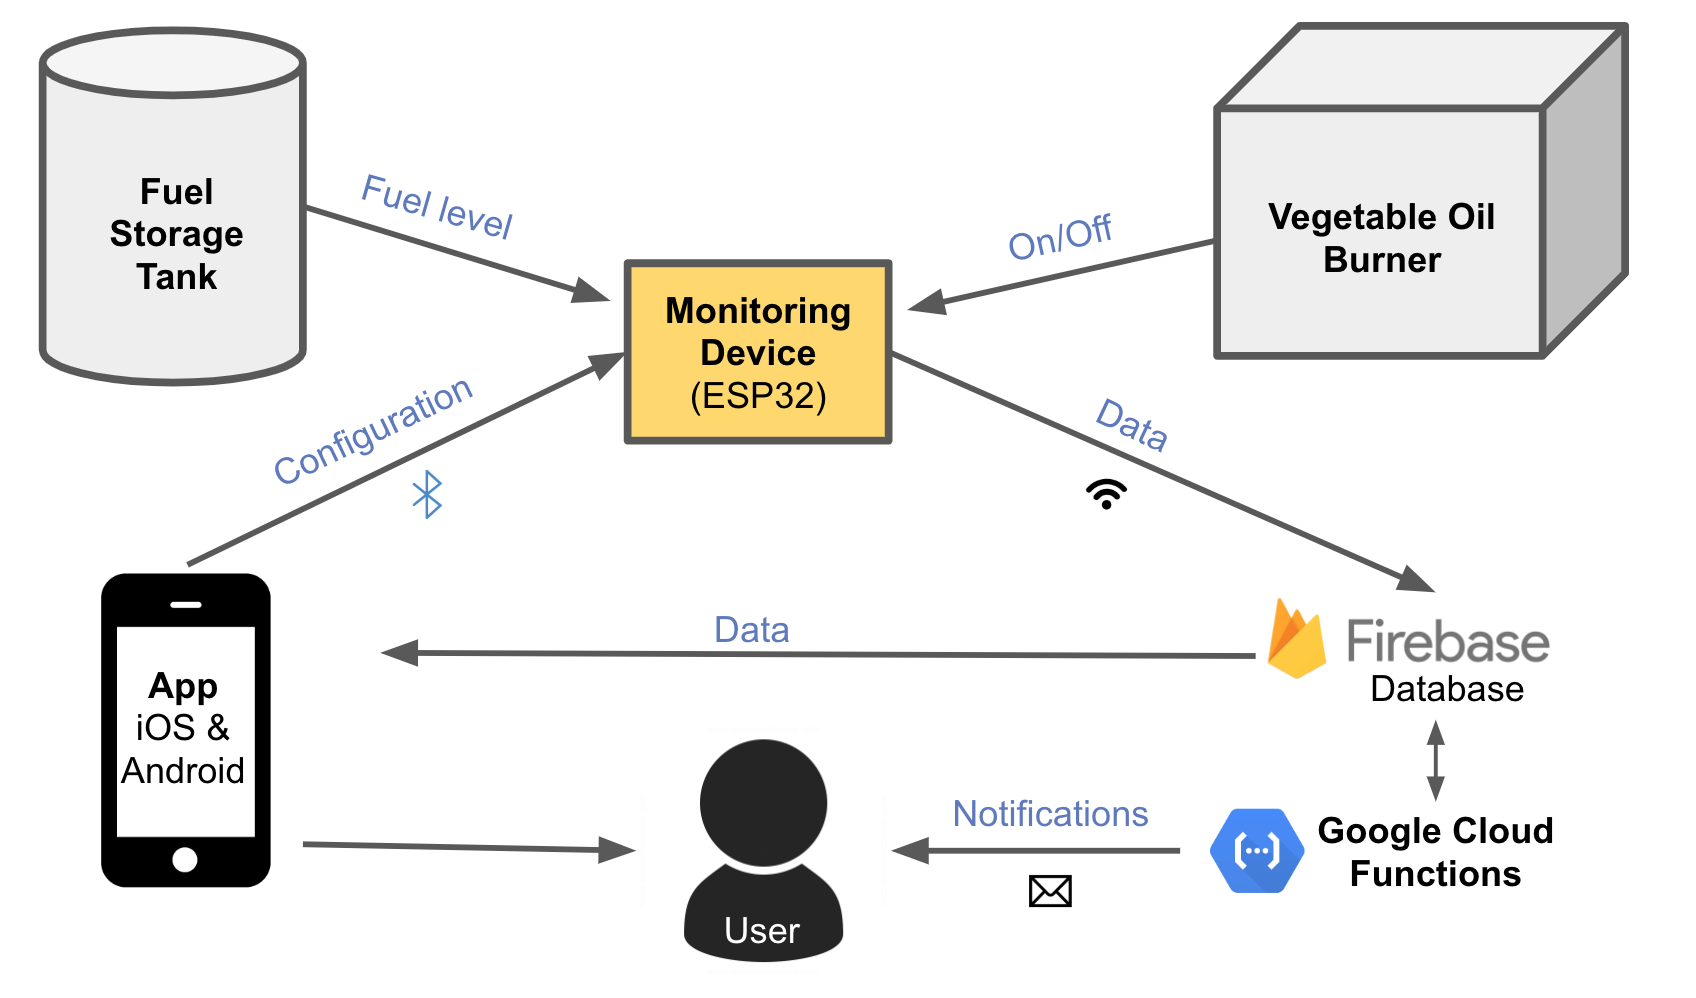 Fuel
Storage
Tank
Fuel level
On/Off
Vegetable Oil
Burner
Monitoring
Device
(ESP32)
Configuration
Data
Data
Firebase
Database
App
iOS &
Android
User
Notifications
Google Cloud
Functions